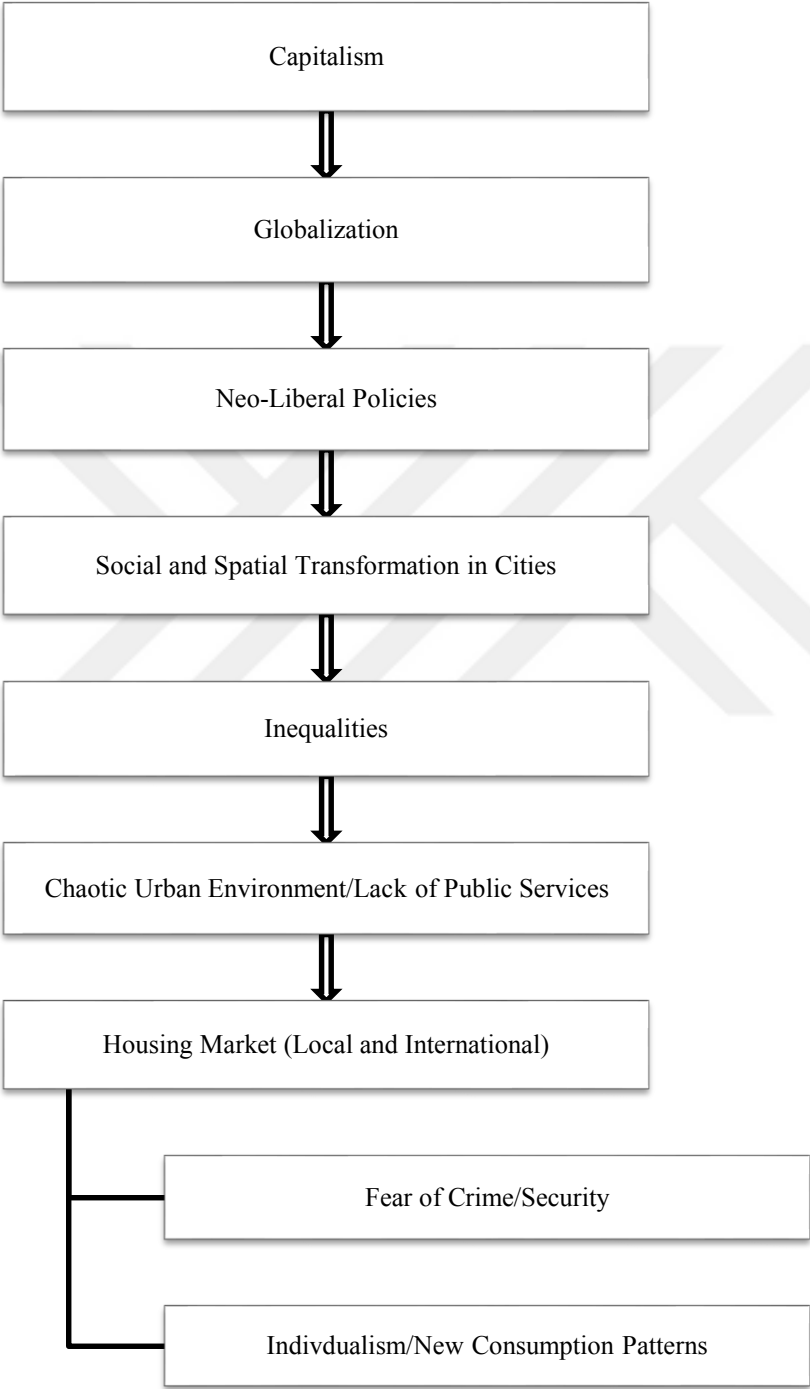 Capitalism
Globalization
Neo-Liberal Policies
Social and Spatial Transformation in Cities
Inequalities
Chaotic Urban Environment/Lack of Public Services
Housing Market (Local and International)
Fear of Crime/Security
Indivdualism/New Consumption Patterns